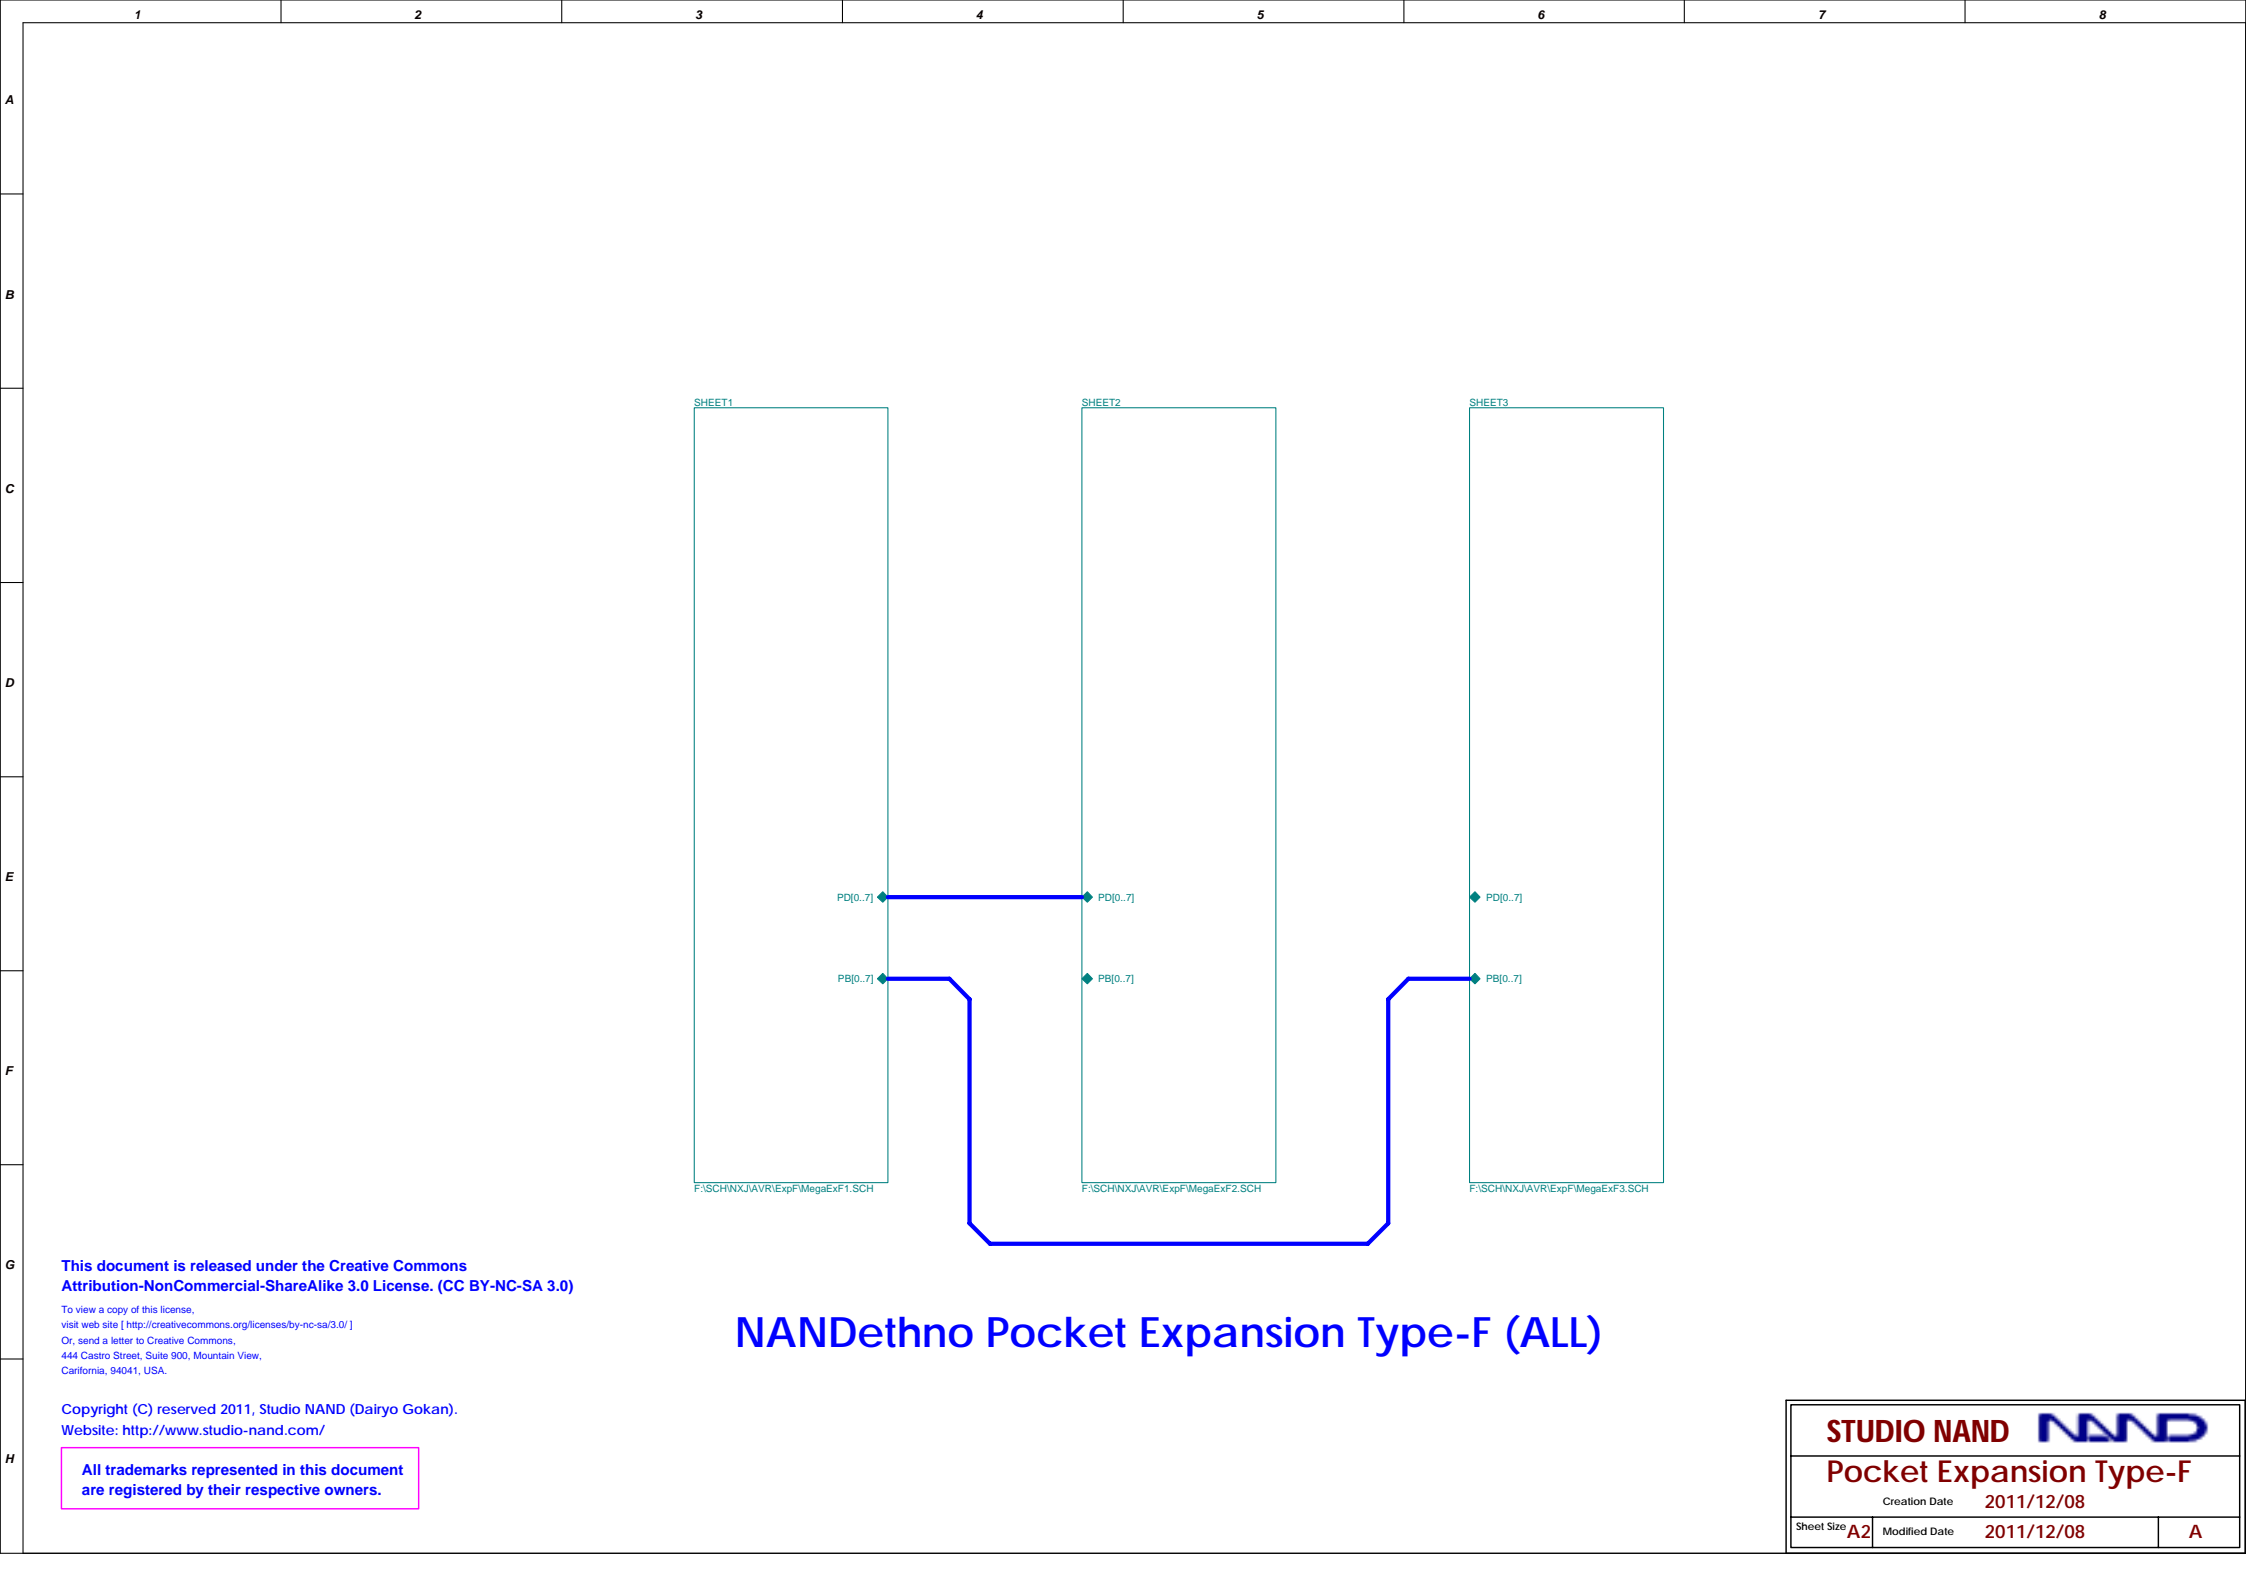 1 2 3 4 5 6 7 8
A
B
C
D
E
F
G
H
SHEET1 SHEET2 SHEET3
PD[0..7] PD[0..7] PD[0..7]
PB[0..7] PB[0..7] PB[0..7]
F:\SCH\NXJ\AVR\ExpF\MegaExF1.SCH F:\SCH\NXJ\AVR\ExpF\MegaExF2.SCH F:\SCH\NXJ\AVR\ExpF\MegaExF3.SCH
This document is released under the Creative Commons
Attribution-NonCommercial-ShareAlike 3.0 License. (CC BY-NC-SA 3.0)
To view a copy of this license,
visit web site [ http://creativecommons.org/licenses/by-nc-sa/3.0/ ]
Or, send a letter to Creative Commons,
444 Castro Street, Suite 900, Mountain View,
Carifornia, 94041, USA.
NANDethno Pocket Expansion Type-F (ALL)
Copyright (C) reserved 2011, Studio NAND (Dairyo Gokan).
Website: http://www.studio-nand.com/
All trademarks represented in this document
are registered by their respective owners.
STUDIO NAND NAND
Pocket Expansion Type-F
Creation Date 2011/12/08
Sheet Size A2 Modified Date 2011/12/08 A